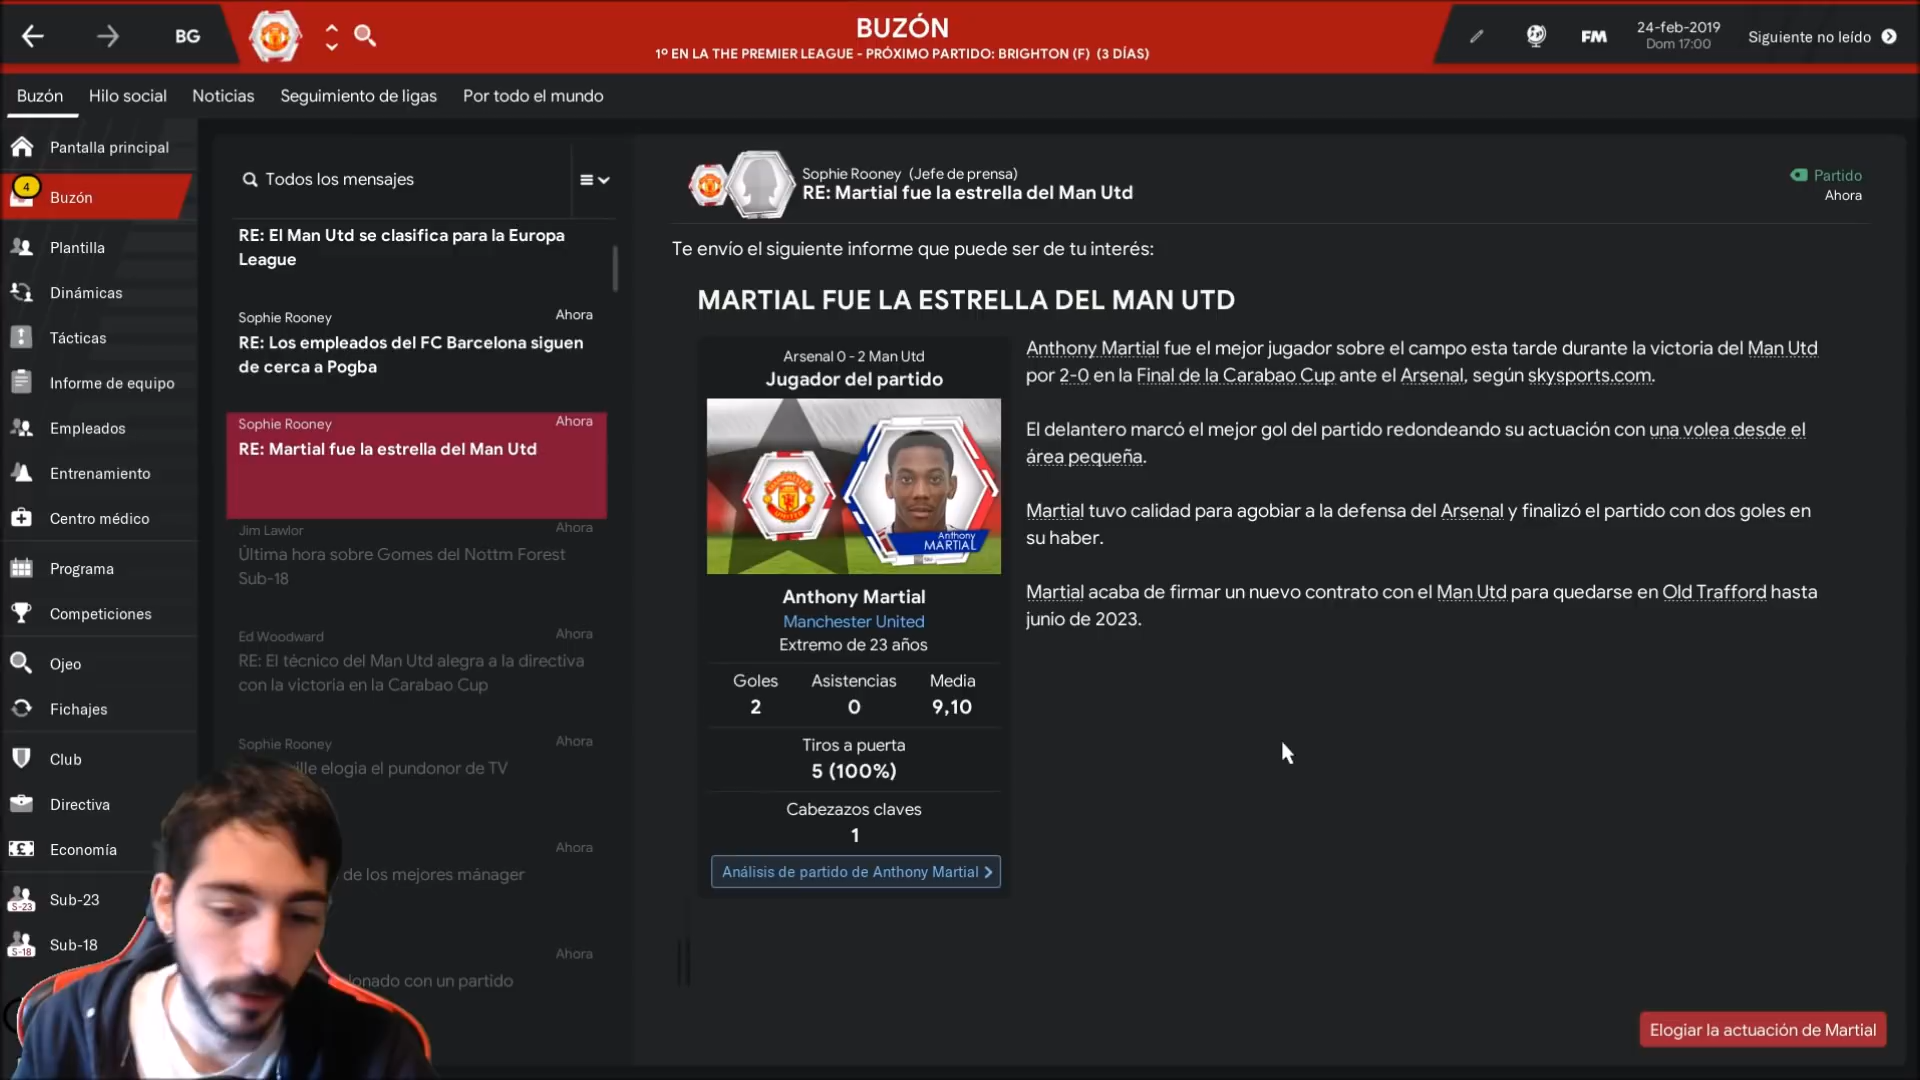 BG
BUZÓN
1º EN LA THE PREMIER LEAGUE - PRÓXIMO PARTIDO: BRIGHTON (F) (3 DÍAS)
FM
24-feb-2019
Dom 17:00
Siguiente no leído
Buzón
Hilo social
Noticias
Seguimiento de ligas
Por todo el mundo
Pantalla principal
4
Buzón
Plantilla
Dinámicas
Tácticas
Informe de equipo
Empleados
Entrenamiento
Centro médico
Programa
Competiciones
Ojeo
Fichajes
Club
Directiva
Economía
S-23
Sub-23
S-18
Sub-18
Todos los mensajes
RE: El Man Utd se clasifica para la Europa
League
Sophie Rooney
Ahora
RE: Los empleados del FC Barcelona siguen
de cerca a Pogba
Sophie Rooney
Ahora
RE: Martial fue la estrella del Man Utd
Jim Lawlor
Ahora
Última hora sobre Gomes del Nottm Forest
Sub-18
Ed Woodward
Ahora
RE: El técnico del Man Utd alegra a la directiva
con la victoria en la Carabao Cup
Sophie Rooney
Ahora
elogia el pundonor de TV
Ahora
de los mejores mánager
Ahora
con un partido
Sophie Rooney (Jefe de prensa)
RE: Martial fue la estrella del Man Utd
Partido
Ahora
Te envío el siguiente informe que puede ser de tu interés:
MARTIAL FUE LA ESTRELLA DEL MAN UTD
Arsenal 0 - 2 Man Utd
Jugador del partido
MANCHESTER
UNITED
Anthony
MARTIAL
Anthony Martial
Manchester United
Extremo de 23 años
Goles Asistencias Media
2 0 9,10
Tiros a puerta
5 (100%)
Cabezazos claves
1
Análisis de partido de Anthony Martial
Anthony Martial fue el mejor jugador sobre el campo esta tarde durante la victoria del Man Utd
por 2-0 en la Final de la Carabao Cup ante el Arsenal, según skysports.com.
El delantero marcó el mejor gol del partido redondeando su actuación con una volea desde el
área pequeña.
Martial tuvo calidad para agobiar a la defensa del Arsenal y finalizó el partido con dos goles en
su haber.
Martial acaba de firmar un nuevo contrato con el Man Utd para quedarse en Old Trafford hasta
junio de 2023.
Elogiar la actuación de Martial